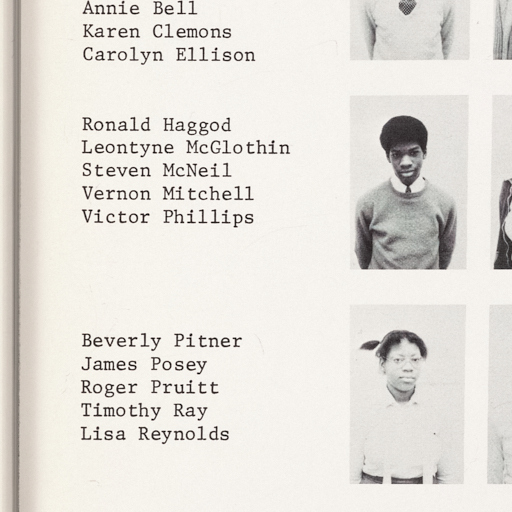 Annie Bell
Karen Clemons
Carolyn Ellison
Ronald Haggod
Leontyne McGlothin
Steven McNeil
Vernon Mitchell
Victor Phillips
Beverly Pitner
James Posey
Roger Pruitt
Timothy Ray
Lisa Reynolds